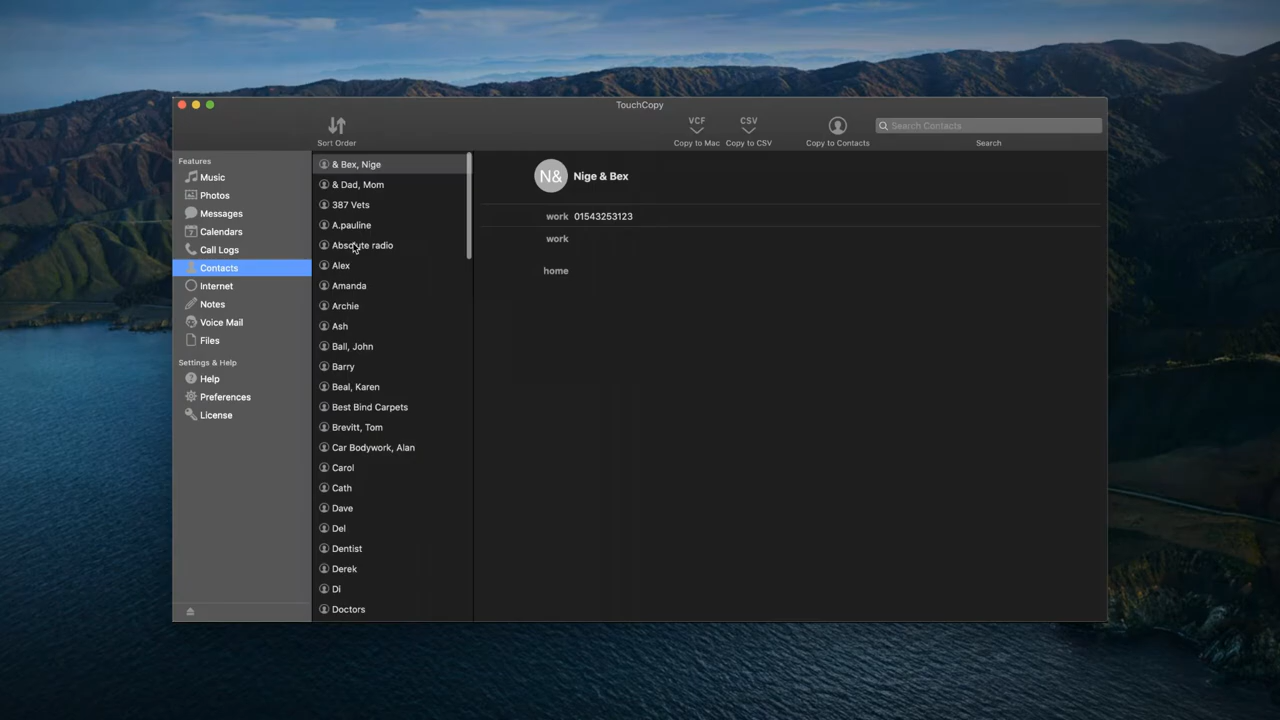 TouchCopy
VCF
CSV
Search Contacts
Sort Order
Copy to Mac
Copy to CSV
Copy to Contacts
Search
Features
Music
Photos
Messages
Calendars
Call Logs
Contacts
Internet
Notes
Voice Mail
Files
Settings & Help
Help
Preferences
License
& Bex, Nige
& Dad, Mom
387 Vets
A.pauline
Absolute radio
Alex
Amanda
Archie
Ash
Ball, John
Barry
Beal, Karen
Best Bind Carpets
Brevitt, Tom
Car Bodywork, Alan
Carol
Cath
Dave
Del
Dentist
Derek
Di
Doctors
N& Nige & Bex
work 01543253123
work
home